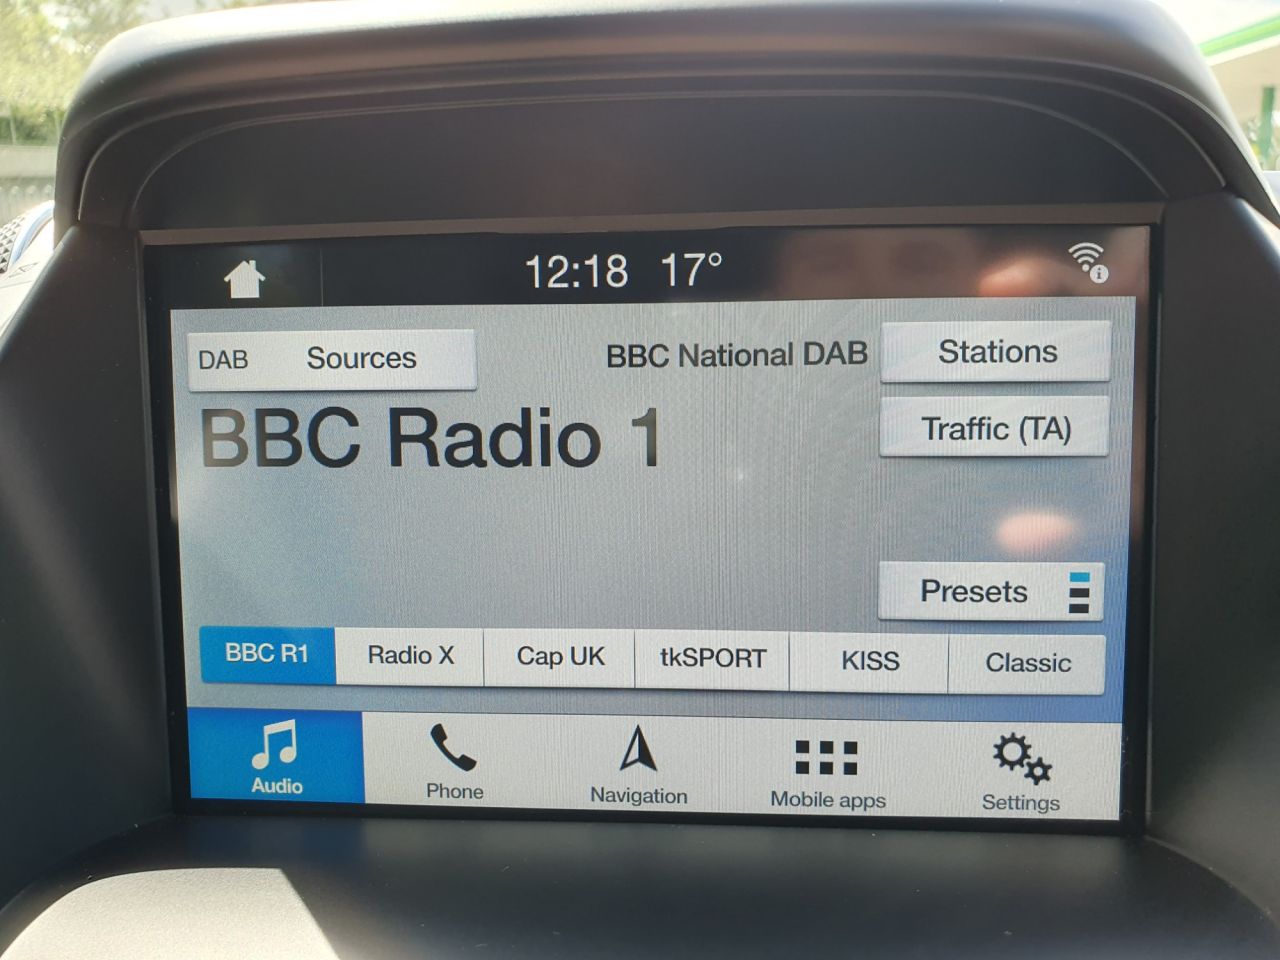 12:18 17°
DAB Sources
BBC National DAB
Stations
BBC Radio 1
Traffic (TA)
Presets
BBC R1
Radio X
Cap UK
tkSPORT
KISS
Classic
Audio
Phone
Navigation
Mobile apps
Settings